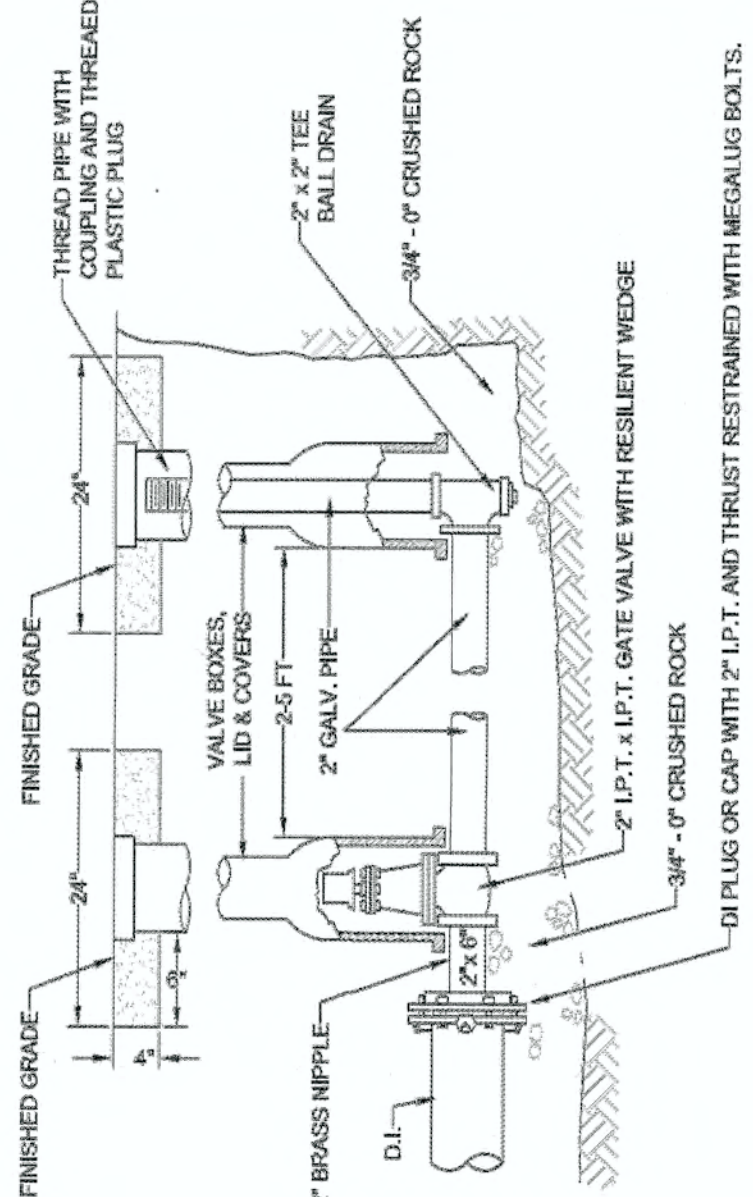 FINISHED GRADE
FINISHED GRADE
THREAD PIPE WITH
COUPLING AND THREAED
PLASTIC PLUG
24"
24"
4"
VALVE BOXES,
LID & COVERS
2-5 FT
2" GALV. PIPE
2" x 2" TEE
BALL DRAIN
3/4" - 0" CRUSHED ROCK
" BRASS NIPPLE
2" x 6"
D.I.
2" I.P.T. x I.P.T. GATE VALVE WITH RESILIENT WEDGE
3/4" - 0" CRUSHED ROCK
DI PLUG OR CAP WITH 2" I.P.T. AND THRUST RESTRAINED WITH MEGALUG BOLTS.